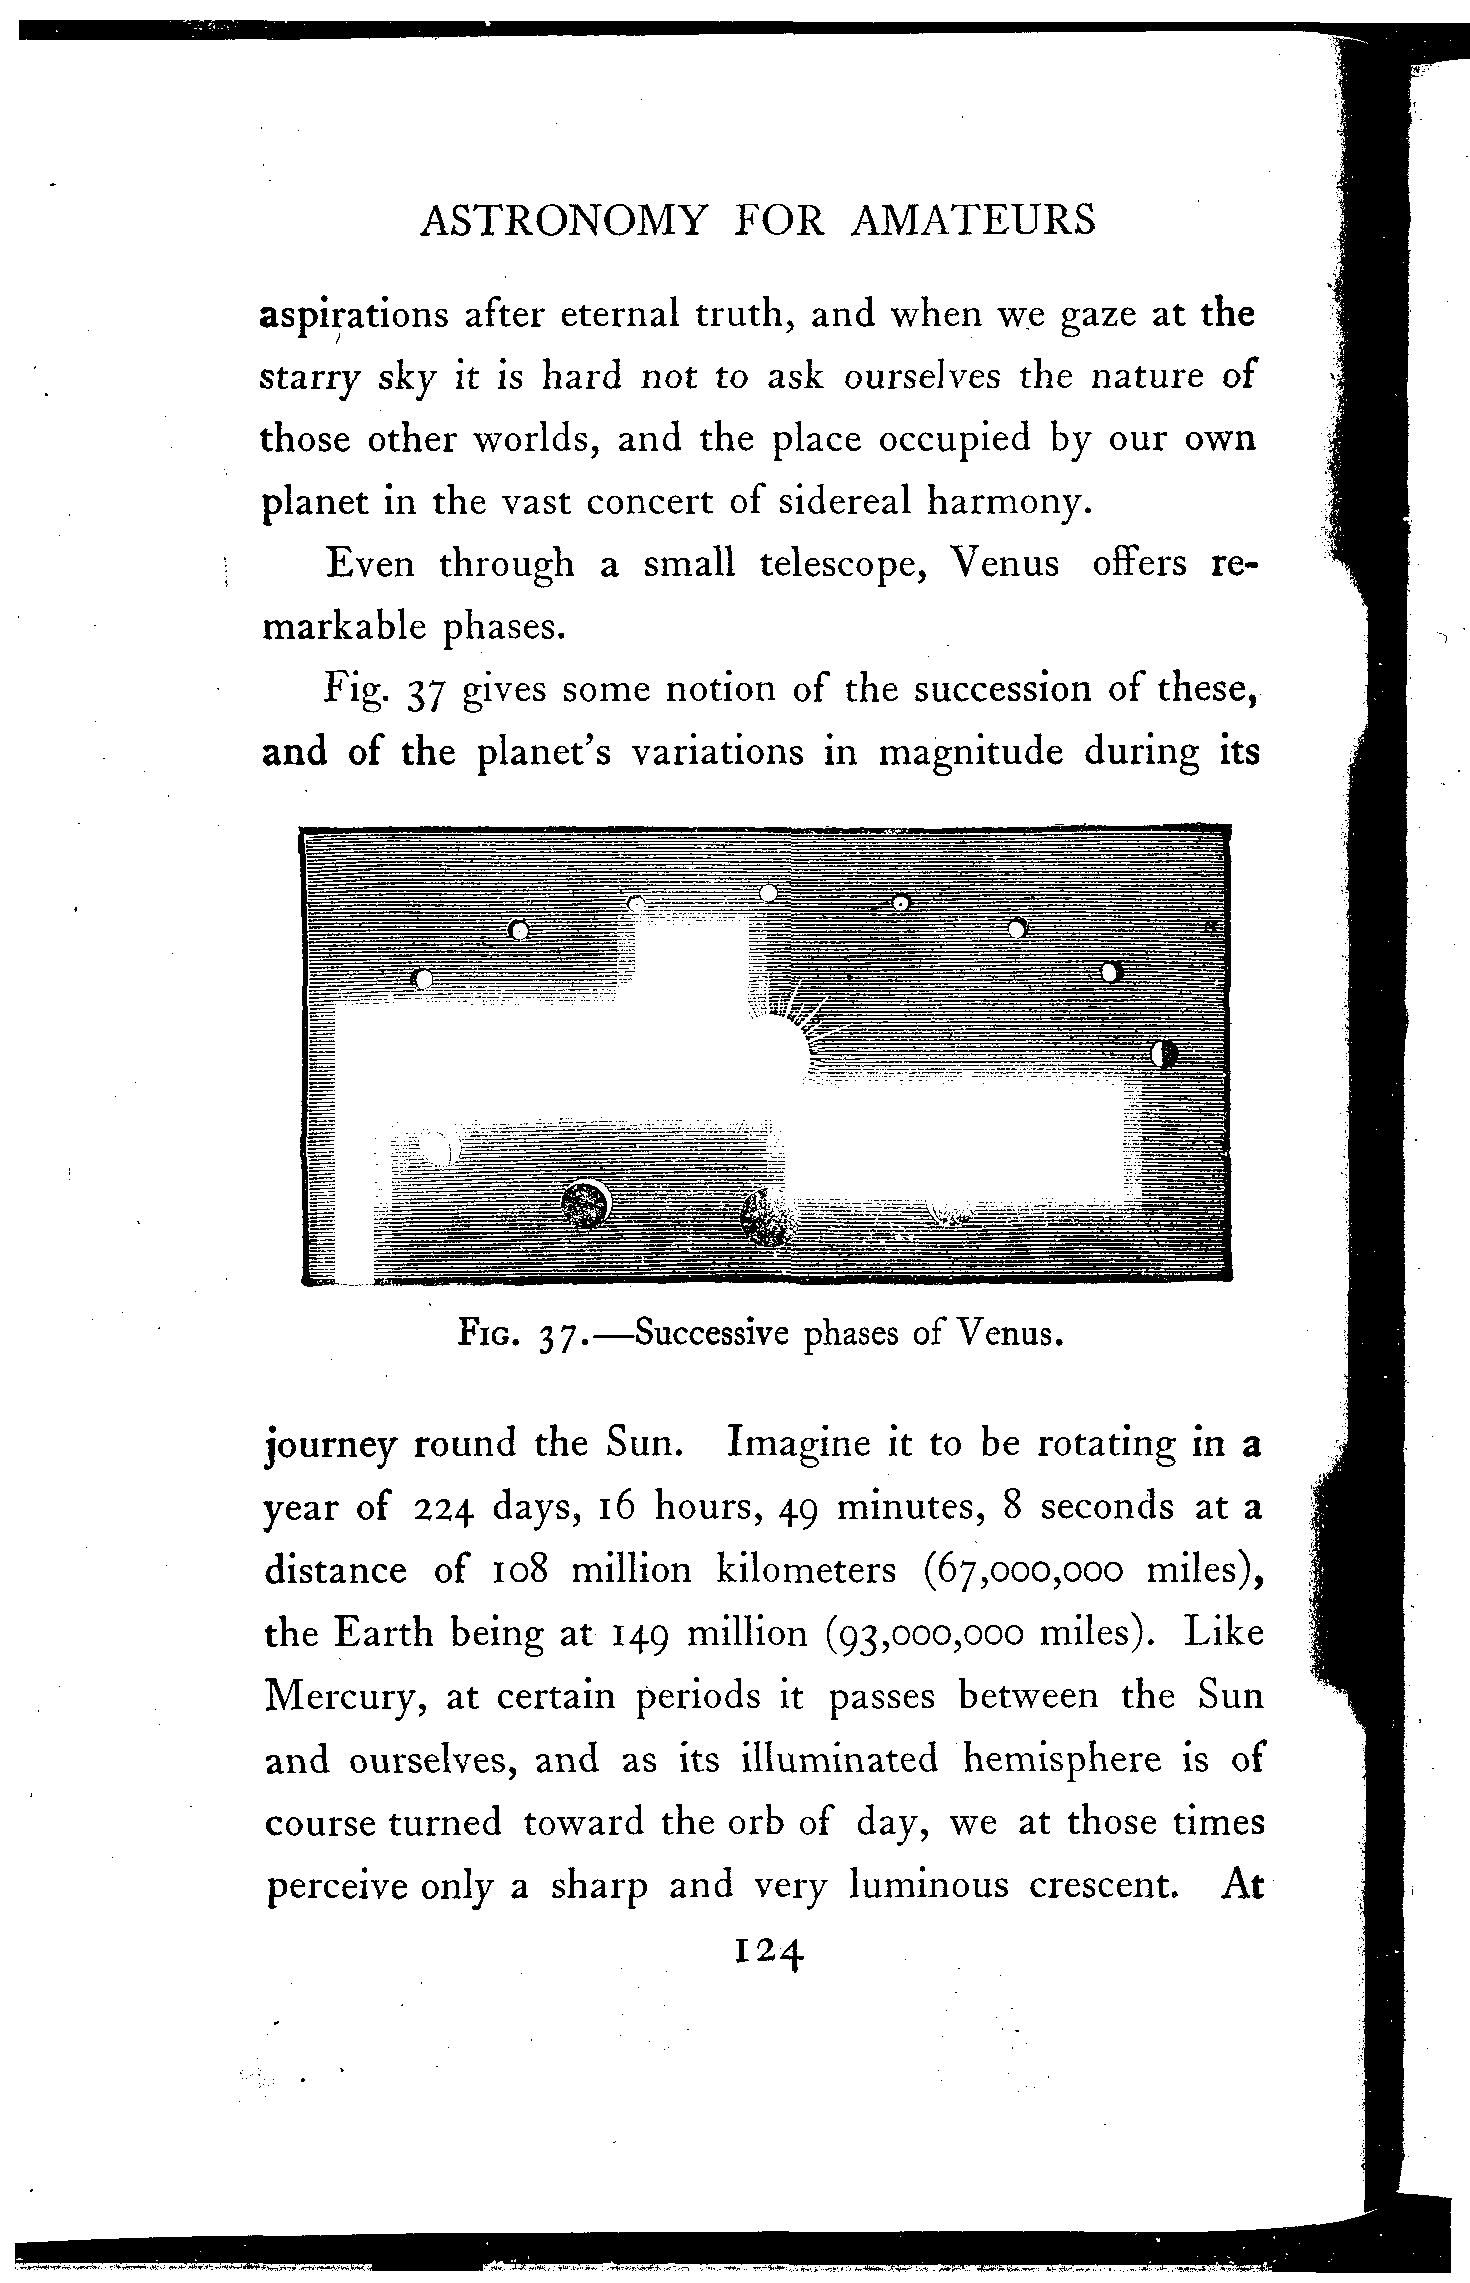 ASTRONOMY FOR AMATEURS
aspirations after eternal truth, and when we gaze at the
starry sky it is hard not to ask ourselves the nature of
those other worlds, and the place occupied by our own
planet in the vast concert of sidereal harmony.
Even through a small telescope, Venus offers re-
markable phases.
Fig. 37 gives some notion of the succession of these,
and of the planet's variations in magnitude during its
FIG. 37.—Successive phases of Venus.
journey round the Sun. Imagine it to be rotating in a
year of 224 days, 16 hours, 49 minutes, 8 seconds at a
distance of 108 million kilometers (67,000,000 miles),
the Earth being at 149 million (93,000,000 miles). Like
Mercury, at certain periods it passes between the Sun
and ourselves, and as its illuminated hemisphere is of
course turned toward the orb of day, we at those times
perceive only a sharp and very luminous crescent. At
124